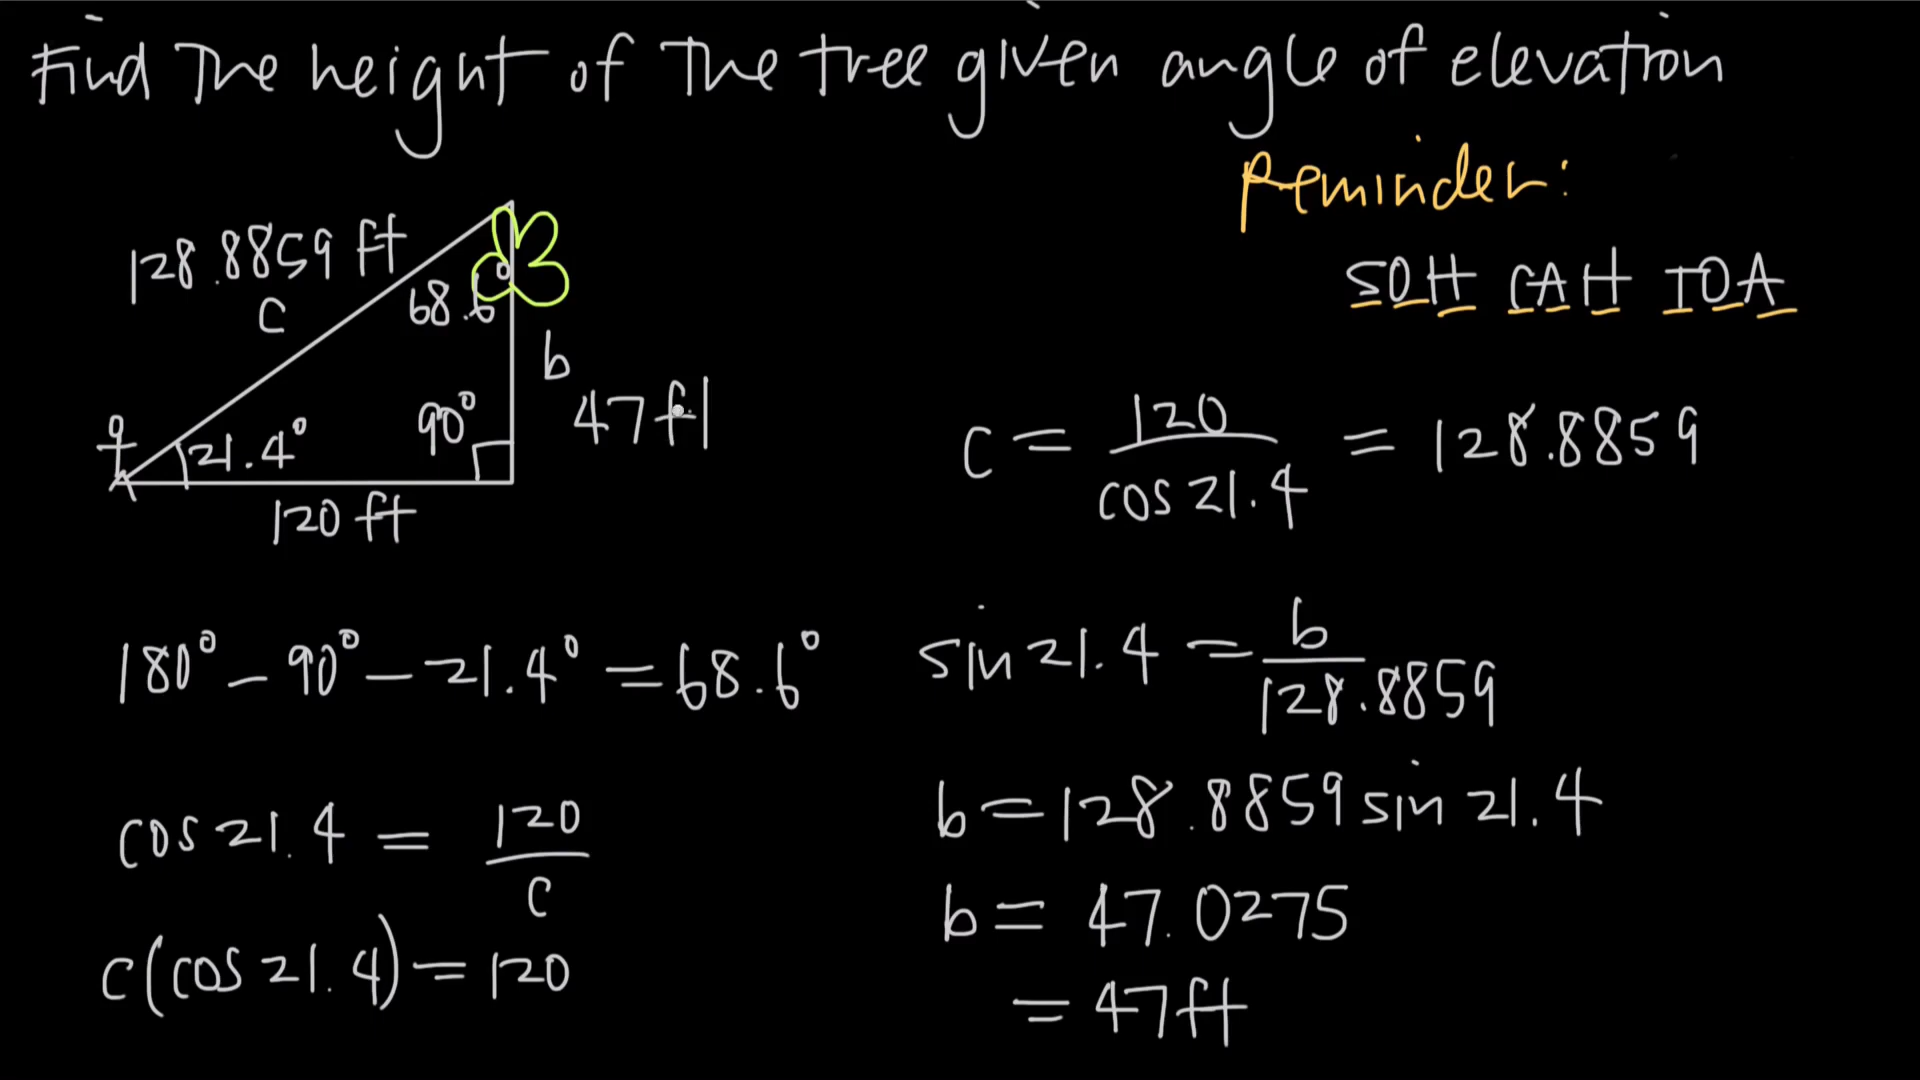 Find The height of The tree given angle of elevation
Reminder:
SOH CAH TOA
128.8859 ft
c
68.6°
b
47 ft
90°
21.4°
120 ft
c = 120 / cos 21.4 = 128.8859
180° - 90° - 21.4° = 68.6°
cos 21.4 = 120 / c
c(cos 21.4) = 120
sin 21.4 = b / 128.8859
b = 128.8859 sin 21.4
b = 47.0275
= 47 ft